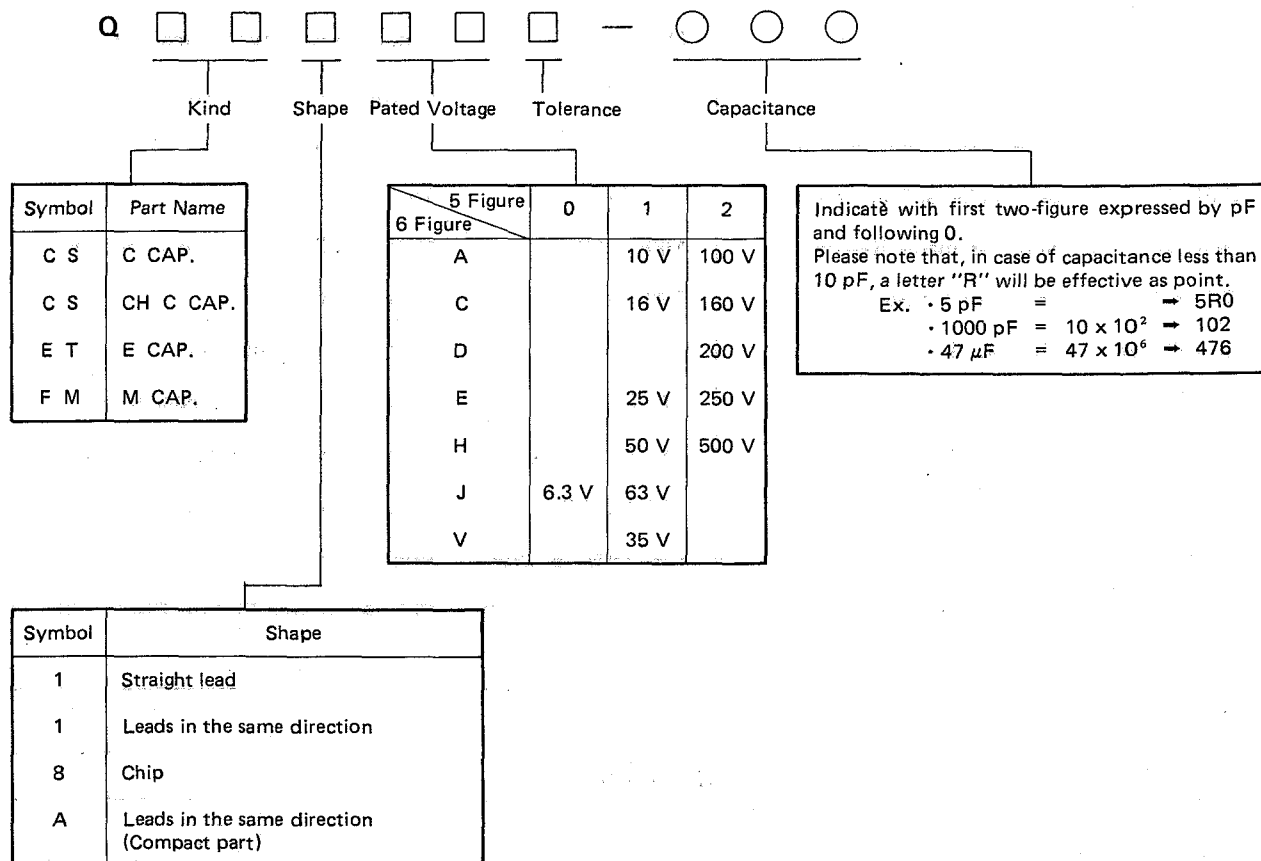 Q □ □ □ □ □ □ — ○ ○ ○
Kind Shape Pated Voltage Tolerance Capacitance
Symbol Part Name
C S C CAP.
C S CH C CAP.
E T E CAP.
F M M CAP.
5 Figure 0 1 2
6 Figure
A 10 V 100 V
C 16 V 160 V
D 200 V
E 25 V 250 V
H 50 V 500 V
J 6.3 V 63 V
V 35 V
Indicate with first two-figure expressed by pF
and following 0.
Please note that, in case of capacitance less than
10 pF, a letter "R" will be effective as point.
Ex. · 5 pF = → 5R0
· 1000 pF = 10 x 10² → 102
· 47 μF = 47 x 10⁶ → 476
Symbol Shape
1 Straight lead
1 Leads in the same direction
8 Chip
A Leads in the same direction
(Compact part)